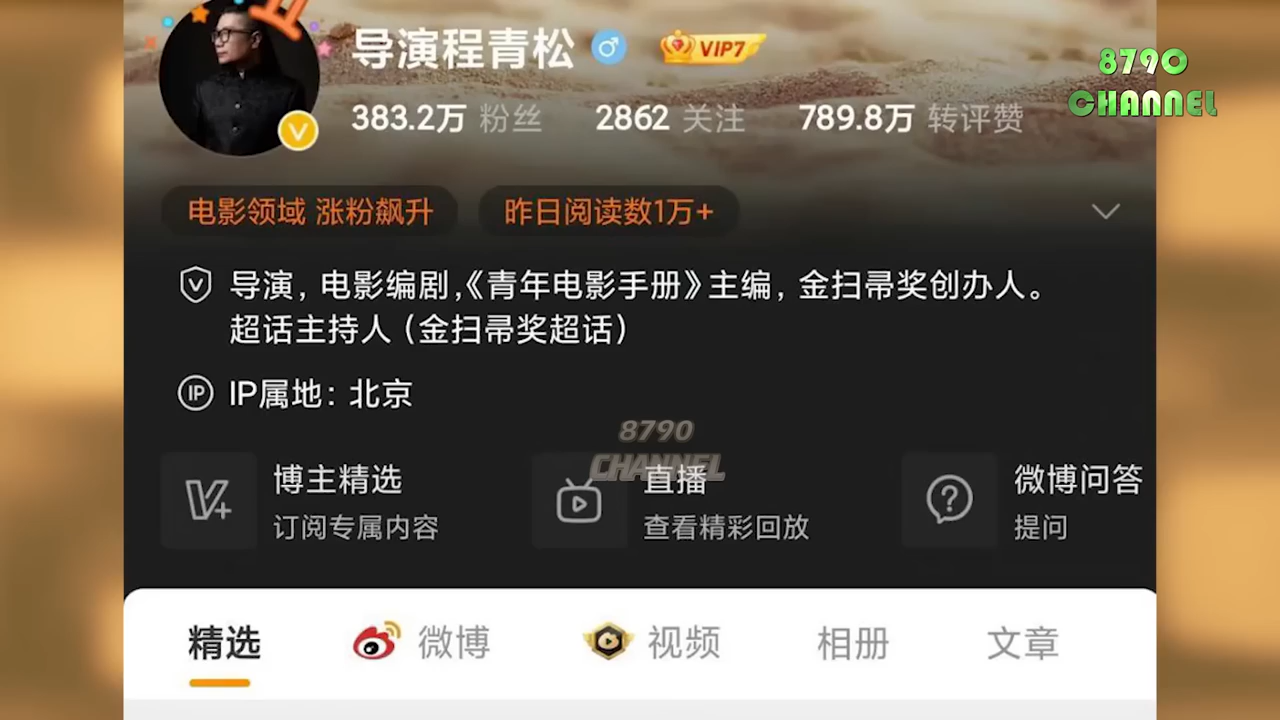 导演程青松
VIP7
8790
CHANNEL
383.2万 粉丝 2862 关注 789.8万 转评赞
电影领域 涨粉飙升 昨日阅读数1万+
导演，电影编剧,《青年电影手册》主编，金扫帚奖创办人。
超话主持人（金扫帚奖超话）
IP IP属地：北京
8790
CHANNEL
博主精选 直播 微博问答
订阅专属内容 查看精彩回放 提问
精选 微博 视频 相册 文章